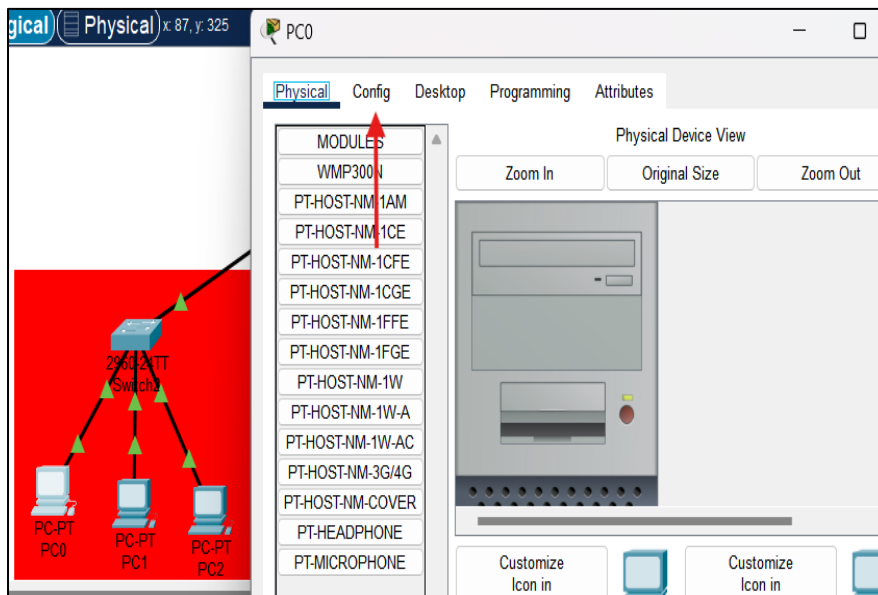 gical Physical x: 87, y: 325
PC0
Physical Config Desktop Programming Attributes
MODULES
WMP300N
PT-HOST-NM-1AM
PT-HOST-NM-1CE
PT-HOST-NM-1CFE
PT-HOST-NM-1CGE
PT-HOST-NM-1FFE
PT-HOST-NM-1FGE
PT-HOST-NM-1W
PT-HOST-NM-1W-A
PT-HOST-NM-1W-AC
PT-HOST-NM-3G/4G
PT-HOST-NM-COVER
PT-HEADPHONE
PT-MICROPHONE
Physical Device View
Zoom In Original Size Zoom Out
Customize
Icon in
Customize
Icon in
2960-24TT
Switch2
PC-PT
PC0
PC-PT
PC1
PC-PT
PC2